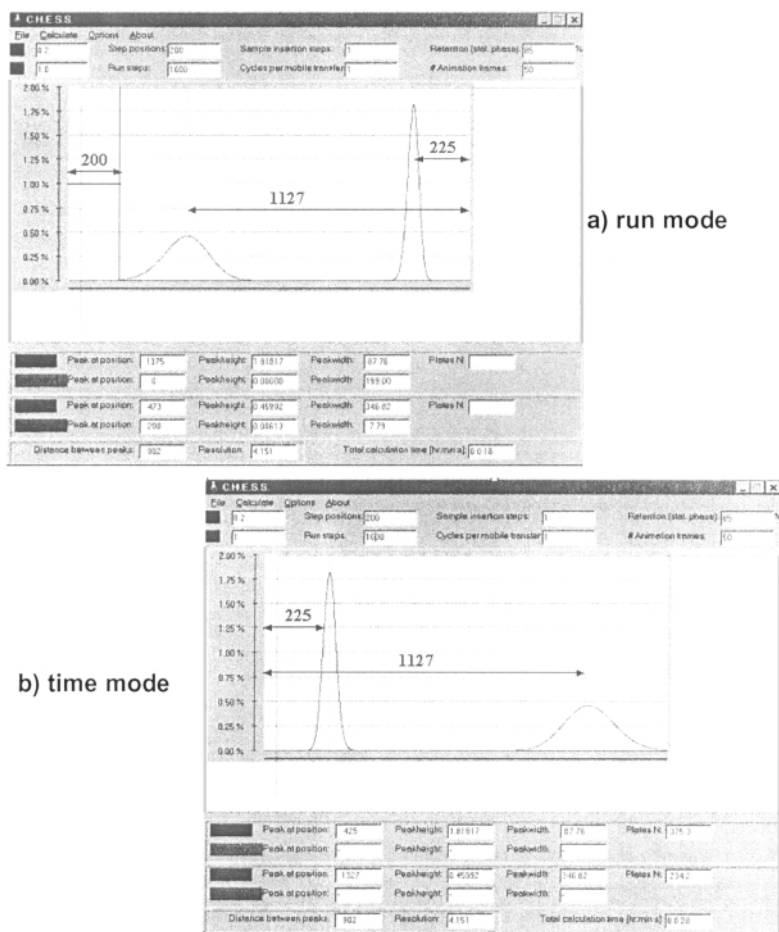 C.H.E.S.S.
File Calculate Options About
0.2 Step positions: 200 Sample insertion steps: 1 Retention (stat. phase): 85 %
1.0 Run steps: 1600 Cycles per mobile transfer: 1 # Animation frames: 50
2.00 %
1.75 %
1.50 %
1.25 %
1.00 %
0.75 %
0.50 %
0.25 %
0.00 %
200
225
1127
a) run mode
Peak at position: 1375 Peakheight: 1.81817 Peakwidth: 87.76 Plates N:
Peak at position: 0 Peakheight: 0.00000 Peakwidth: 199.00
Peak at position: 473 Peakheight: 0.45992 Peakwidth: 346.82 Plates N:
Peak at position: 200 Peakheight: Peakwidth: 7.79
Distance between peaks: 902 Resolution: 4.151 Total calculation time [hr:min:s]: 0:0:18
C.H.E.S.S.
File Calculate Options About
0.2 Step positions: 200 Sample insertion steps: 1 Retention (stat. phase): 85 %
1 Run steps: Cycles per mobile transfer: 1 # Animation frames: 50
2.00 %
1.75 %
1.50 %
1.25 %
1.00 %
0.75 %
0.50 %
0.25 %
0.00 %
225
1127
b) time mode
Peak at position: 425 Peakheight: 1.81817 Peakwidth: 87.76 Plates N: 375.3
Peak at position: - Peakheight: - Peakwidth: -
Peak at position: 1327 Peakheight: 0.45992 Peakwidth: 346.82 Plates N: 234.2
Peak at position: - Peakheight: - Peakwidth: -
Distance between peaks: 902 Resolution: 4.151 Total calculation time [hr:min:s]: 0:0:28